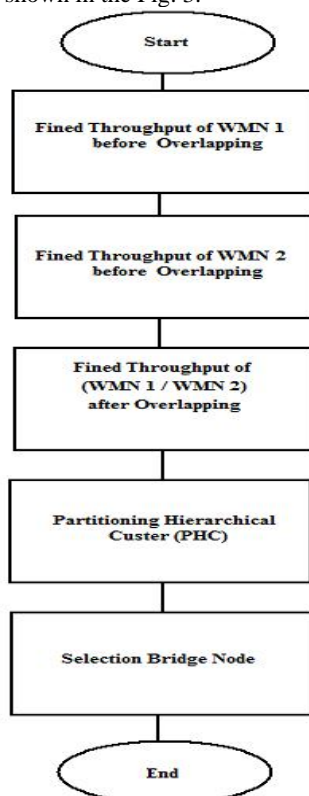 shown in the Fig. 3.
Start
Fined Throughput of WMN 1
before Overlapping
Fined Throughput of WMN 2
before Overlapping
Fined Throughput of
(WMN 1 / WMN 2)
after Overlapping
Partitioning Hierarchical
Custer (PHC)
Selection Bridge Node
End